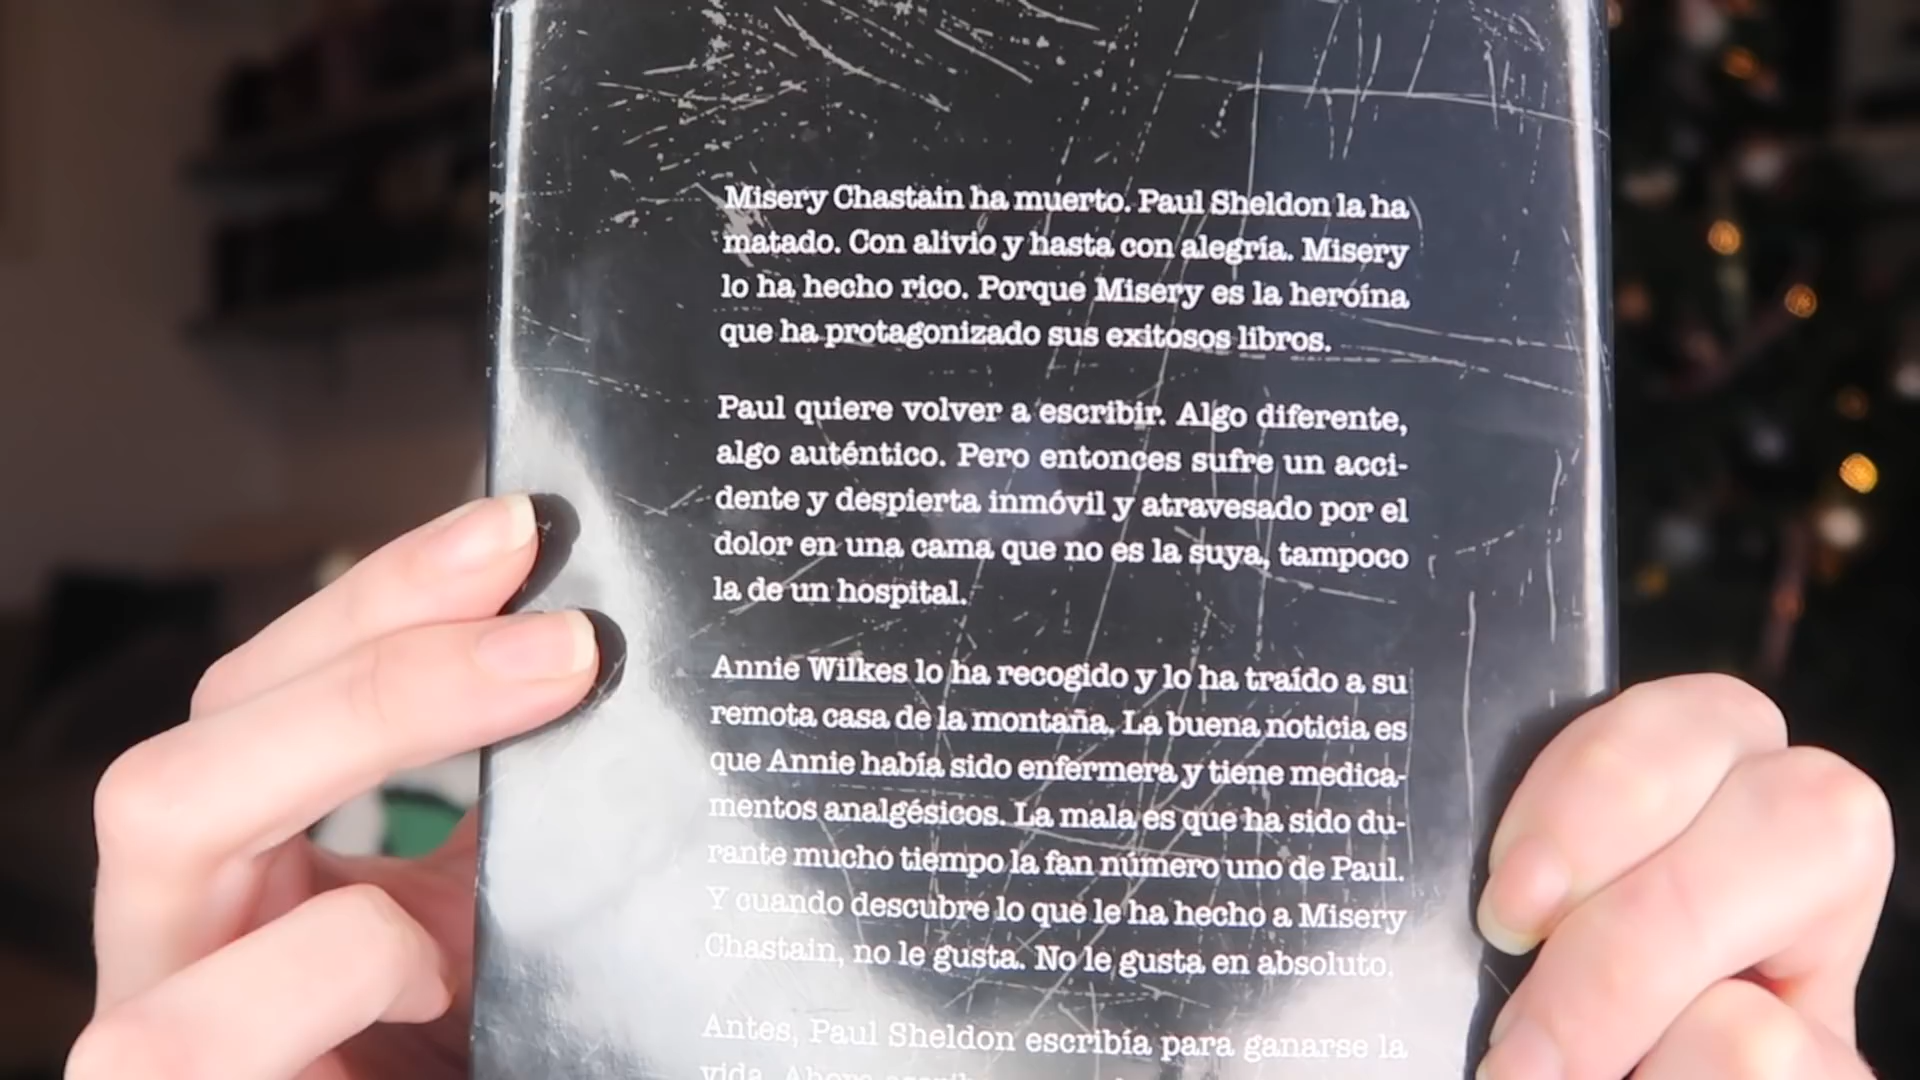 Misery Chastain ha muerto. Paul Sheldon la ha
matado. Con alivio y hasta con alegría. Misery
lo ha hecho rico. Porque Misery es la heroína
que ha protagonizado sus exitosos libros.
Paul quiere volver a escribir. Algo diferente,
algo auténtico. Pero entonces sufre un acci-
dente y despierta inmóvil y atravesado por el
dolor en una cama que no es la suya, tampoco
la de un hospital.
Annie Wilkes lo ha recogido y lo ha traído a su
remota casa de la montaña. La buena noticia es
que Annie había sido enfermera y tiene medica-
mentos analgésicos. La mala es que ha sido du-
rante mucho tiempo la fan número uno de Paul.
Y cuando descubre lo que le ha hecho a Misery
Chastain, no le gusta. No le gusta en absoluto.
Antes, Paul Sheldon escribía para ganarse la
vida. Ahora